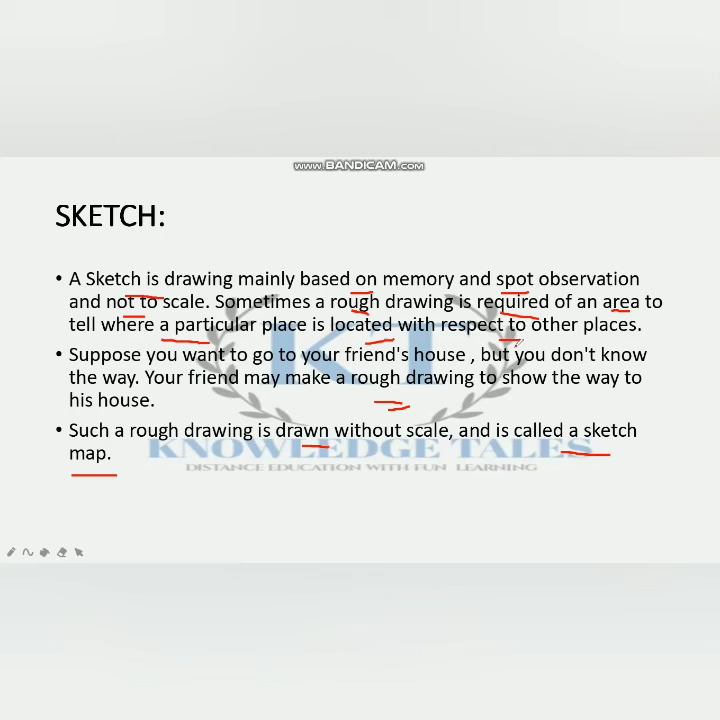 www.BANDICAM.com
SKETCH:
• A Sketch is drawing mainly based on memory and spot observation
and not to scale. Sometimes a rough drawing is required of an area to
tell where a particular place is located with respect to other places.
• Suppose you want to go to your friend's house , but you don't know
the way. Your friend may make a rough drawing to show the way to
his house.
• Such a rough drawing is drawn without scale, and is called a sketch
map.
KT
KNOWLEDGE TALES
DISTANCE EDUCATION WITH FUN LEARNING